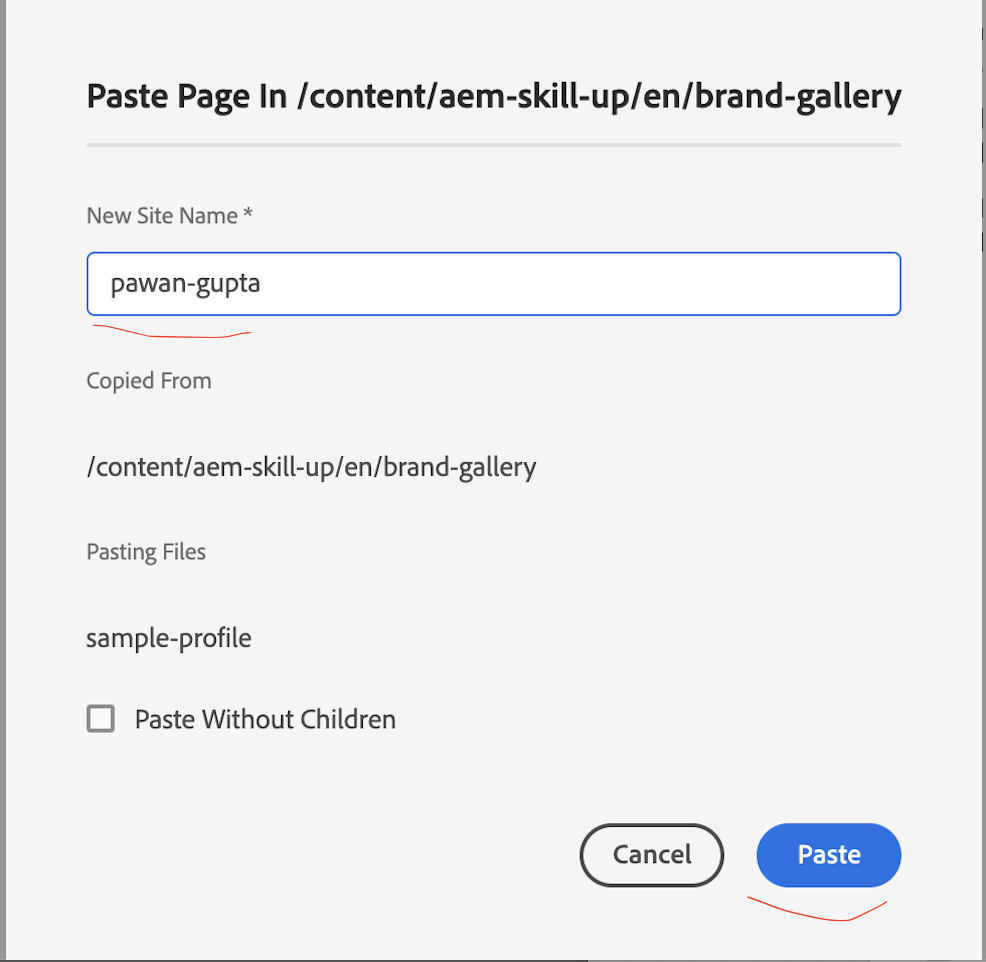 Paste Page In /content/aem-skill-up/en/brand-gallery
New Site Name *
pawan-gupta
Copied From
/content/aem-skill-up/en/brand-gallery
Pasting Files
sample-profile
Paste Without Children
Cancel Paste